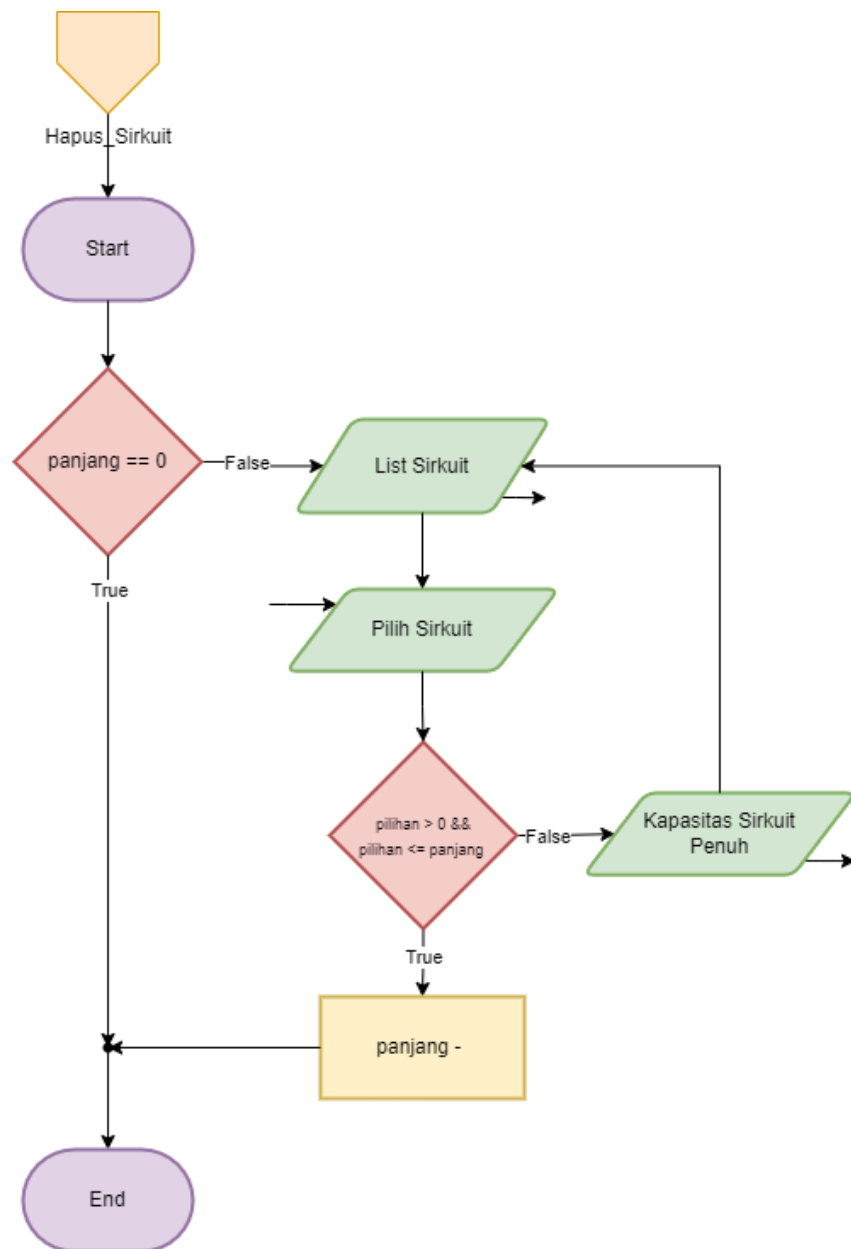 Hapus_Sirkuit
Start
panjang == 0
False
List Sirkuit
True
Pilih Sirkuit
pilihan > 0 &&
pilihan <= panjang
False
Kapasitas Sirkuit
Penuh
True
panjang -
End